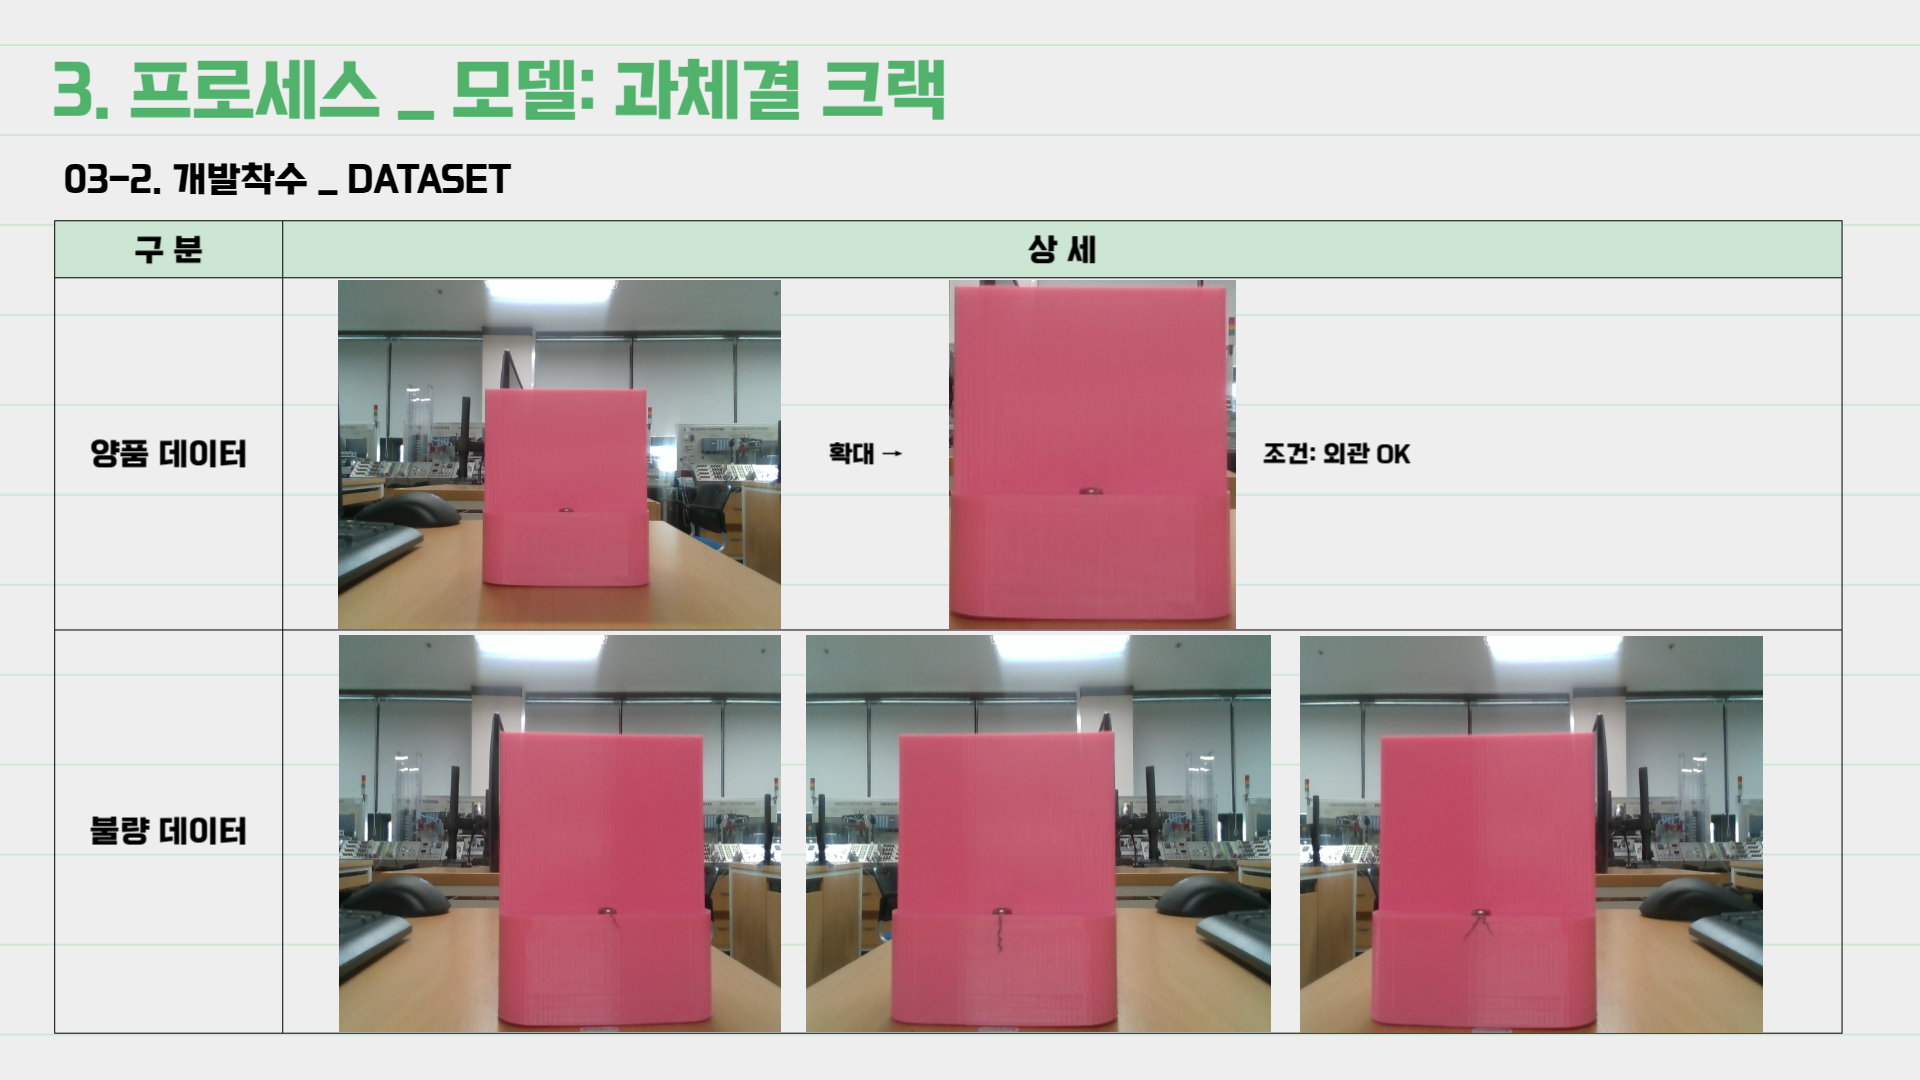 3. 프로세스 _ 모델: 과체결 크랙
03-2. 개발착수 _ DATASET
구 분
상 세
양품 데이터
확대 →
조건: 외관 OK
불량 데이터